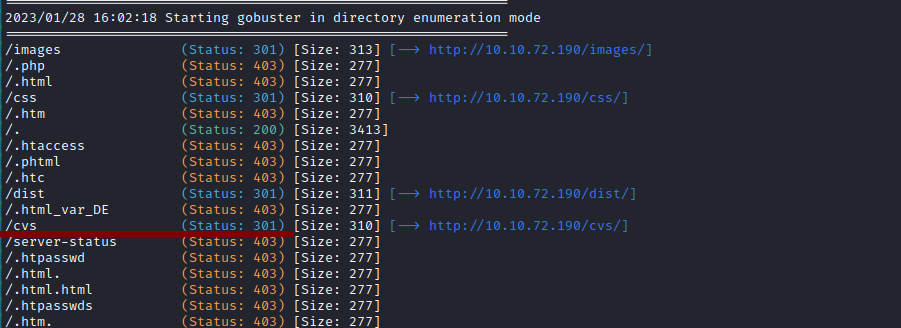 2023/01/28 16:02:18 Starting gobuster in directory enumeration mode
===============================================================
/images (Status: 301) [Size: 313] [--> http://10.10.72.190/images/]
/.php (Status: 403) [Size: 277]
/.html (Status: 403) [Size: 277]
/css (Status: 301) [Size: 310] [--> http://10.10.72.190/css/]
/.htm (Status: 403) [Size: 277]
/. (Status: 200) [Size: 3413]
/.htaccess (Status: 403) [Size: 277]
/.phtml (Status: 403) [Size: 277]
/.htc (Status: 403) [Size: 277]
/dist (Status: 301) [Size: 311] [--> http://10.10.72.190/dist/]
/.html_var_DE (Status: 403) [Size: 277]
/cvs (Status: 301) [Size: 310] [--> http://10.10.72.190/cvs/]
/server-status (Status: 403) [Size: 277]
/.htpasswd (Status: 403) [Size: 277]
/.html. (Status: 403) [Size: 277]
/.html.html (Status: 403) [Size: 277]
/.htpasswds (Status: 403) [Size: 277]
/.htm. (Status: 403) [Size: 277]